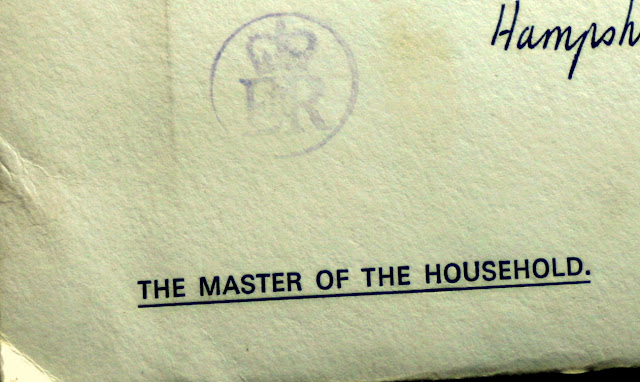 Hampsh
ER
THE MASTER OF THE HOUSEHOLD.